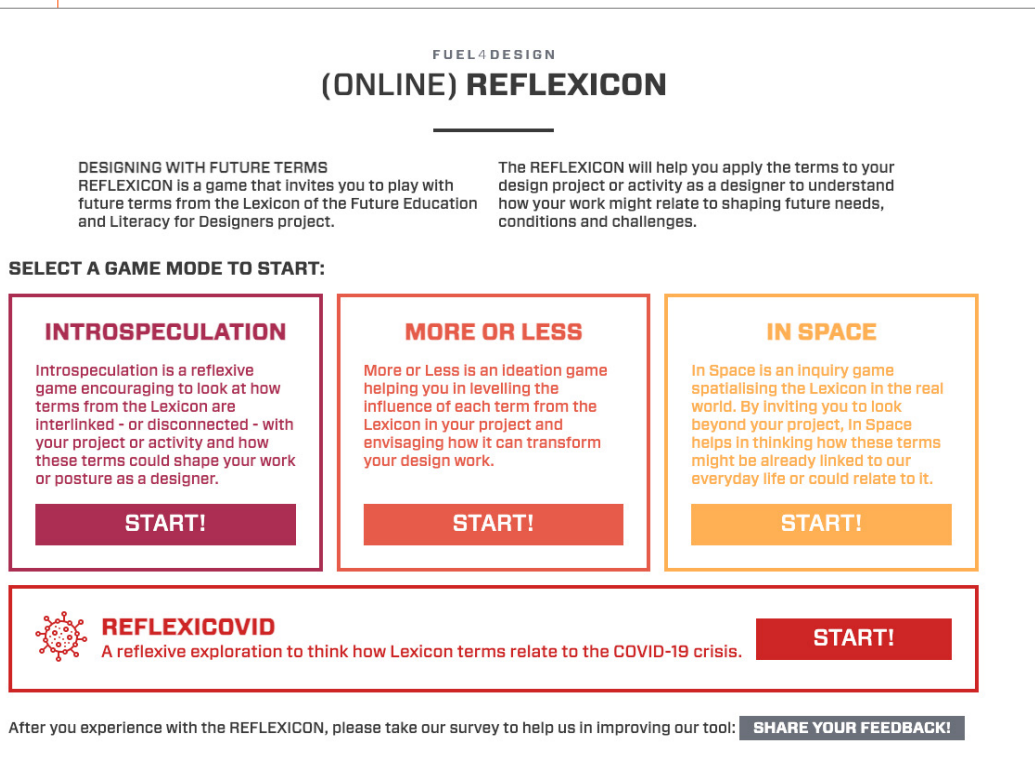 FUEL4DESIGN
(ONLINE) REFLEXICON
DESIGNING WITH FUTURE TERMS
REFLEXICON is a game that invites you to play with
future terms from the Lexicon of the Future Education
and Literacy for Designers project.
The REFLEXICON will help you apply the terms to your
design project or activity as a designer to understand
how your work might relate to shaping future needs,
conditions and challenges.
SELECT A GAME MODE TO START:
INTROSPECULATION
Introspeculation is a reflexive
game encouraging to look at how
terms from the Lexicon are
interlinked - or disconnected - with
your project or activity and how
these terms could shape your work
or posture as a designer.
START!
MORE OR LESS
More or Less is an ideation game
helping you in levelling the
influence of each term from the
Lexicon in your project and
envisaging how it can transform
your design work.
START!
IN SPACE
In Space is an inquiry game
spatialising the Lexicon in the real
world. By inviting you to look
beyond your project, In Space
helps in thinking how these terms
might be already linked to our
everyday life or could relate to it.
START!
REFLEXICOVID
A reflexive exploration to think how Lexicon terms relate to the COVID-19 crisis.
START!
After you experience with the REFLEXICON, please take our survey to help us in improving our tool: SHARE YOUR FEEDBACK!